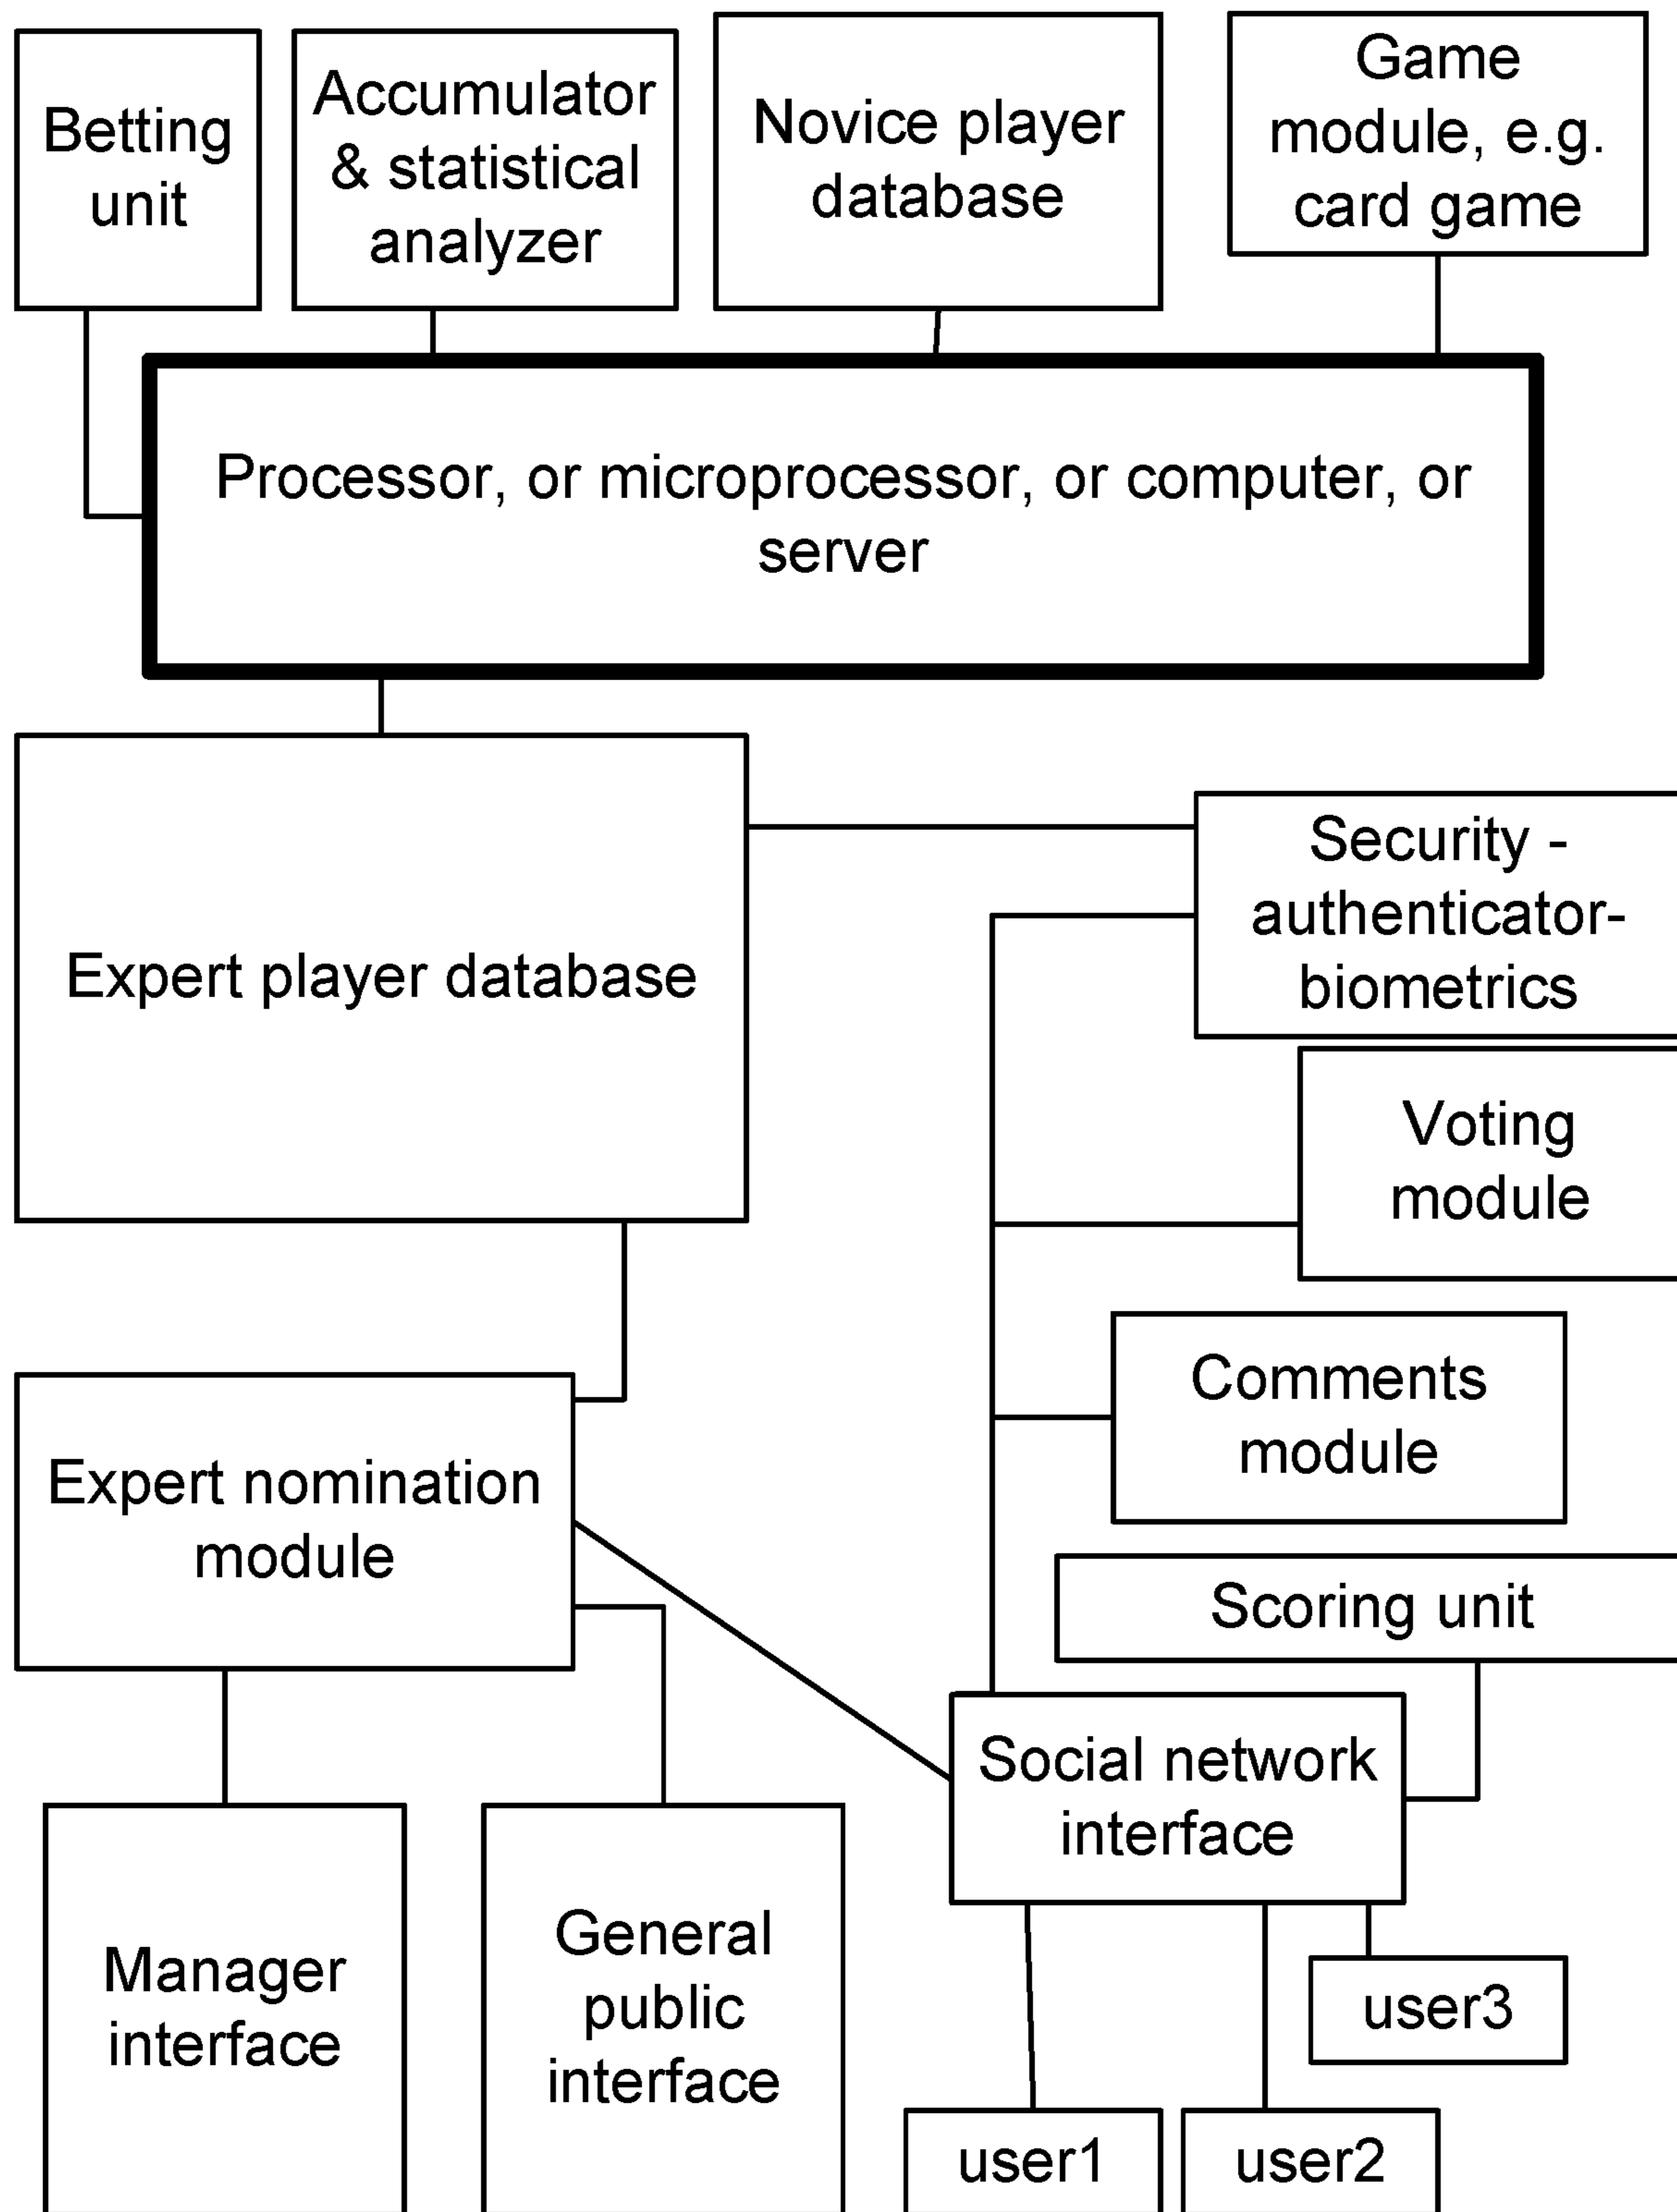 Betting
unit
Accumulator
& statistical
analyzer
Novice player
database
Game
module, e.g.
card game
Processor, or microprocessor, or computer, or
server
Expert player database
Security -
authenticator-
biometrics
Voting
module
Comments
module
Expert nomination
module
Scoring unit
Social network
interface
Manager
interface
General
public
interface
user3
user1
user2